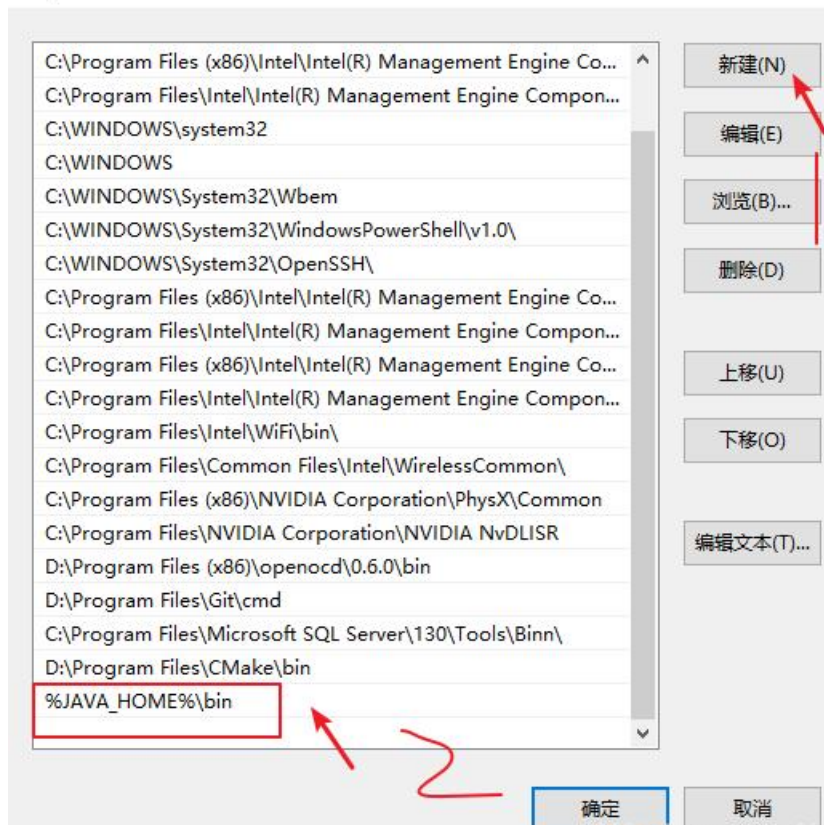 C:\Program Files (x86)\Intel\Intel(R) Management Engine Co...
C:\Program Files\Intel\Intel(R) Management Engine Compon...
C:\WINDOWS\system32
C:\WINDOWS
C:\WINDOWS\System32\Wbem
C:\WINDOWS\System32\WindowsPowerShell\v1.0\
C:\WINDOWS\System32\OpenSSH\
C:\Program Files (x86)\Intel\Intel(R) Management Engine Co...
C:\Program Files\Intel\Intel(R) Management Engine Compon...
C:\Program Files (x86)\Intel\Intel(R) Management Engine Co...
C:\Program Files\Intel\Intel(R) Management Engine Compon...
C:\Program Files\Intel\WiFi\bin\
C:\Program Files\Common Files\Intel\WirelessCommon\
C:\Program Files (x86)\NVIDIA Corporation\PhysX\Common
C:\Program Files\NVIDIA Corporation\NVIDIA NvDLISR
D:\Program Files (x86)\openocd\0.6.0\bin
D:\Program Files\Git\cmd
C:\Program Files\Microsoft SQL Server\130\Tools\Binn\
D:\Program Files\CMake\bin
%JAVA_HOME%\bin
新建(N)
编辑(E)
浏览(B)...
删除(D)
上移(U)
下移(O)
编辑文本(T)...
1
2
确定
取消